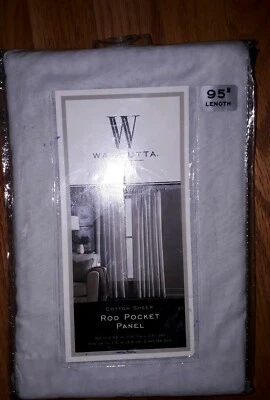 95"
LENGTH
W
WAMSUTTA
COTTON SHEER
ROD POCKET
PANEL